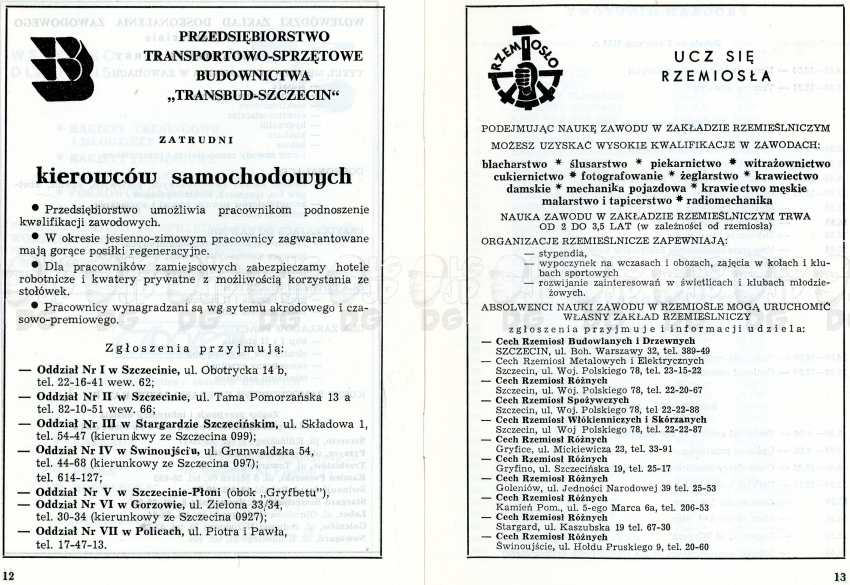 PRZEDSIĘBIORSTWO
TRANSPORTOWO-SPRZĘTOWE
BUDOWNICTWA
„TRANSBUD-SZCZECIN"
ZATRUDNI
kierowców samochodowych
● Przedsiębiorstwo umożliwia pracownikom podnoszenie
kwalifikacji zawodowych.
● W okresie jesienno-zimowym pracownicy zagwarantowane
mają gorące posiłki regeneracyjne.
● Dla pracowników zamiejscowych zabezpieczamy hotele
robotnicze i kwatery prywatne z możliwością korzystania ze
stołówek.
● Pracownicy wynagradzani są wg sytemu akrodowego i cza-
sowo-premiowego.
Zgłoszenia przyjmują:
— Oddział Nr I w Szczecinie, ul. Obotrycka 14 b,
tel. 22-16-41 wew. 62;
— Oddział Nr II w Szczecinie, ul. Tama Pomorzańska 13 a
tel. 82-10-51 wew. 66;
— Oddział Nr III w Stargardzie Szczecińskim, ul. Składowa 1,
tel. 54-47 (kierunkwy ze Szczecina 099);
— Oddział Nr IV w Świnoujściu, ul. Grunwaldzka 54,
tel. 44-68 (kierunkowy ze Szczecina 097);
tel. 614-127;
— Oddział Nr V w Szczecinie-Płoni (obok „Gryfbetu"),
— Oddział Nr VI w Gorzowie, ul. Zielona 33/34,
tel. 30-34 (kierunkowy ze Szczecina 0927);
— Oddział Nr VII w Policach, ul. Piotra i Pawła,
tel. 17-47-13.
12
RZEMIOSŁO
UCZ SIĘ
RZEMIOSŁA
PODEJMUJĄC NAUKĘ ZAWODU W ZAKŁADZIE RZEMIEŚLNICZYM
MOŻESZ UZYSKAĆ WYSOKIE KWALIFIKACJE W ZAWODACH:
blacharstwo * ślusarstwo * piekarnictwo * witrażownictwo
cukiernictwo * fotografowanie * żeglarstwo * krawiectwo
damskie * mechanika pojazdowa * krawiectwo męskie
malarstwo i tapicerstwo * radiomechanika
NAUKA ZAWODU W ZAKŁADZIE RZEMIEŚLNICZYM TRWA
OD 2 DO 3,5 LAT (w zależności od rzemiosła)
ORGANIZACJE RZEMIEŚLNICZE ZAPEWNIAJĄ:
— stypendia,
— wypoczynek na wczasach i obozach, zajęcia w kołach i klu-
bach sportowych
— rozwijanie zainteresowań w świetlicach i klubach młodzie-
żowych.
ABSOLWENCI NAUKI ZAWODU W RZEMIOŚLE MOGĄ URUCHOMIĆ
WŁASNY ZAKŁAD RZEMIEŚLNICZY
zgłoszenia przyjmuje i informacji udziela:
— Cech Rzemiosł Budowlanych i Drzewnych
SZCZECIN, ul. Boh. Warszawy 32, tel. 389-49
— Cech Rzemiosł Metalowych i Elektrycznych
Szczecin, ul. Woj. Polskiego 78, tel. 23-15-22
— Cech Rzemiosł Różnych
Szczecin, ul. Woj. Polskiego 78, tel. 22-20-67
— Cech Rzemiosł Spożywczych
Szczecin, ul. Woj. Polskiego 78, tel 22-22-88
— Cech Rzemiosł Włókienniczych i Skórzanych
Szczecin, ul Woj Polskiego 78, tel. 22-22-87
— Cech Rzemiosł Różnych
Gryfice, ul. Mickiewicza 23, tel. 33-91
— Cech Rzemiosł Różnych
Gryfino, ul. Szczecińska 19, tel. 25-17
— Cech Rzemiosł Różnych
Goleniów, ul. Jedności Narodowej 39 tel. 25-53
— Cech Rzemiosł Różnych
Kamień Pom., ul. 5-ego Marca 6a, tel. 206-53
— Cech Rzemiosł Różnych
Stargard, ul. Kaszubska 19 tel. 67-30
— Cech Rzemiosł Różnych
Świnoujście, ul. Hołdu Pruskiego 9, tel. 20-60
13